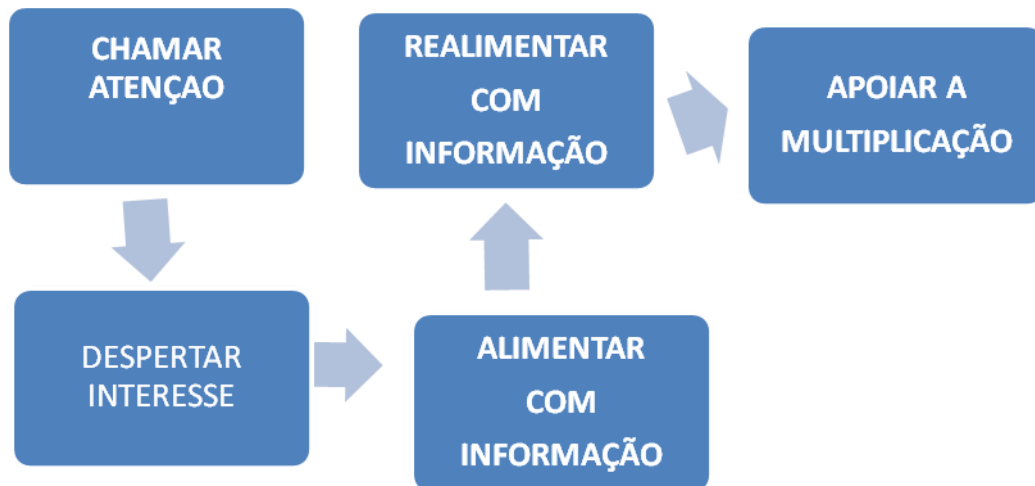 CHAMAR
ATENÇAO
DESPERTAR
INTERESSE
ALIMENTAR
COM
INFORMAÇÃO
REALIMENTAR
COM
INFORMAÇÃO
APOIAR A
MULTIPLICAÇÃO